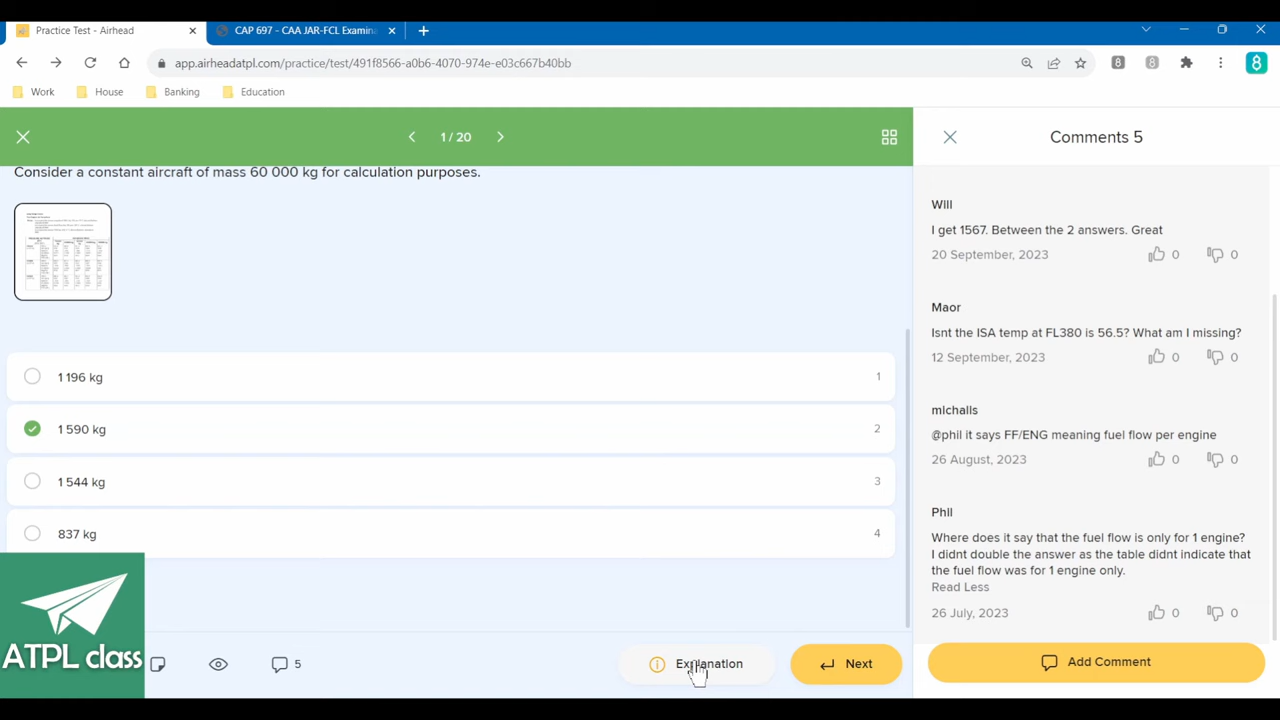 Practice Test - Airhead
CAP 697 - CAA JAR-FCL Examina
app.airheadatpl.com/practice/test/491f8566-a0b6-4070-974e-e03c667b40bb
Work
House
Banking
Education
1 / 20
Comments 5
Consider a constant aircraft of mass 60 000 kg for calculation purposes.
1 196 kg
1
1 590 kg
2
1 544 kg
3
837 kg
4
Will
I get 1567. Between the 2 answers. Great
20 September, 2023
0
0
Maor
Isnt the ISA temp at FL380 is 56.5? What am I missing?
12 September, 2023
0
0
mlchalls
@phil it says FF/ENG meaning fuel flow per engine
26 August, 2023
0
0
Phil
Where does it say that the fuel flow is only for 1 engine?
I didnt double the answer as the table didnt indicate that
the fuel flow was for 1 engine only.
Read Less
26 July, 2023
0
0
ATPL class
5
Explanation
Next
Add Comment